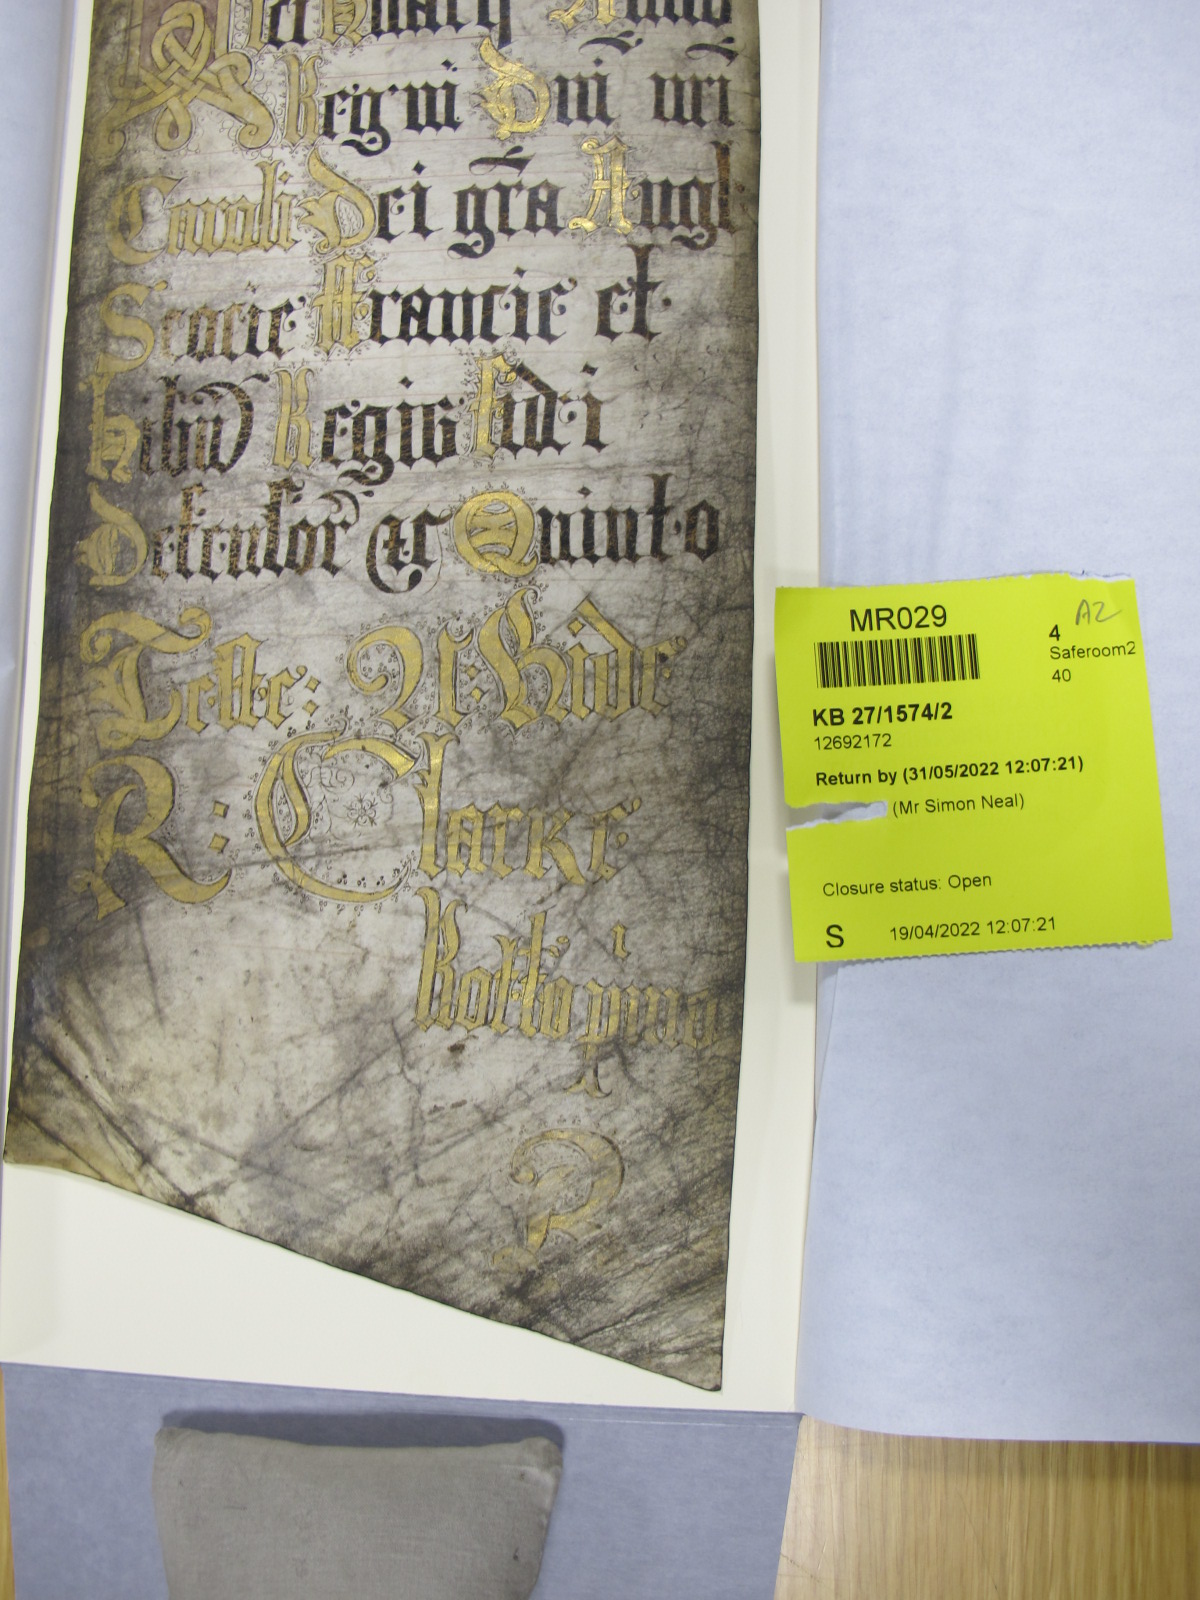 Regni Dni nri
Caroli Dei gra Angl
Scocie Francie et
hibnie Regis Fidei
Defensor etc Quinto
Teste: N: Hide
R: Clarke
Rotlo prima
MR029
A2
4
Saferoom2
40
KB 27/1574/2
12692172
Return by (31/05/2022 12:07:21)
(Mr Simon Neal)
Closure status: Open
S 19/04/2022 12:07:21